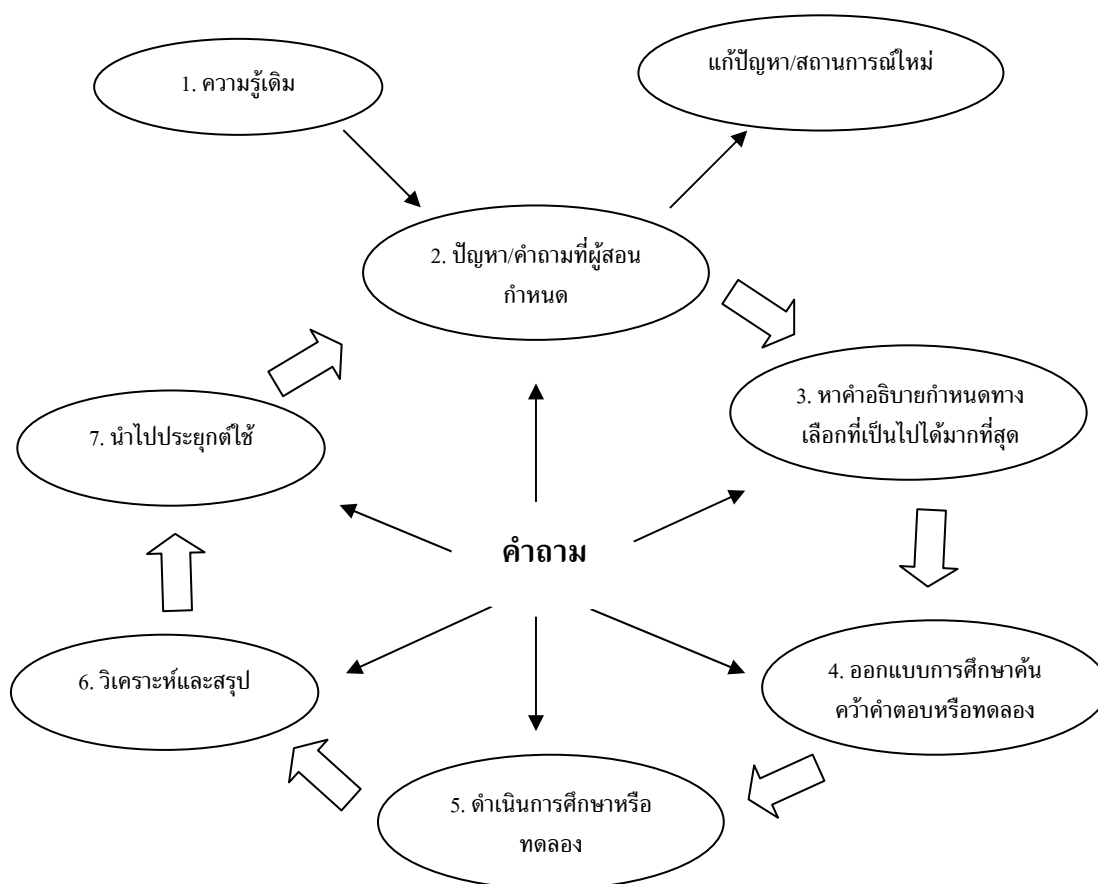 1. ความรู้เดิม
แก้ปัญหา/สถานการณ์ใหม่
2. ปัญหา/คำถามที่ผู้สอน
กำหนด
3. หาคำอธิบายกำหนดทาง
เลือกที่เป็นไปได้มากที่สุด
7. นำไปประยุกต์ใช้
คำถาม
4. ออกแบบการศึกษาค้น
คว้าคำตอบหรือทดลอง
6. วิเคราะห์และสรุป
5. ดำเนินการศึกษาหรือ
ทดลอง